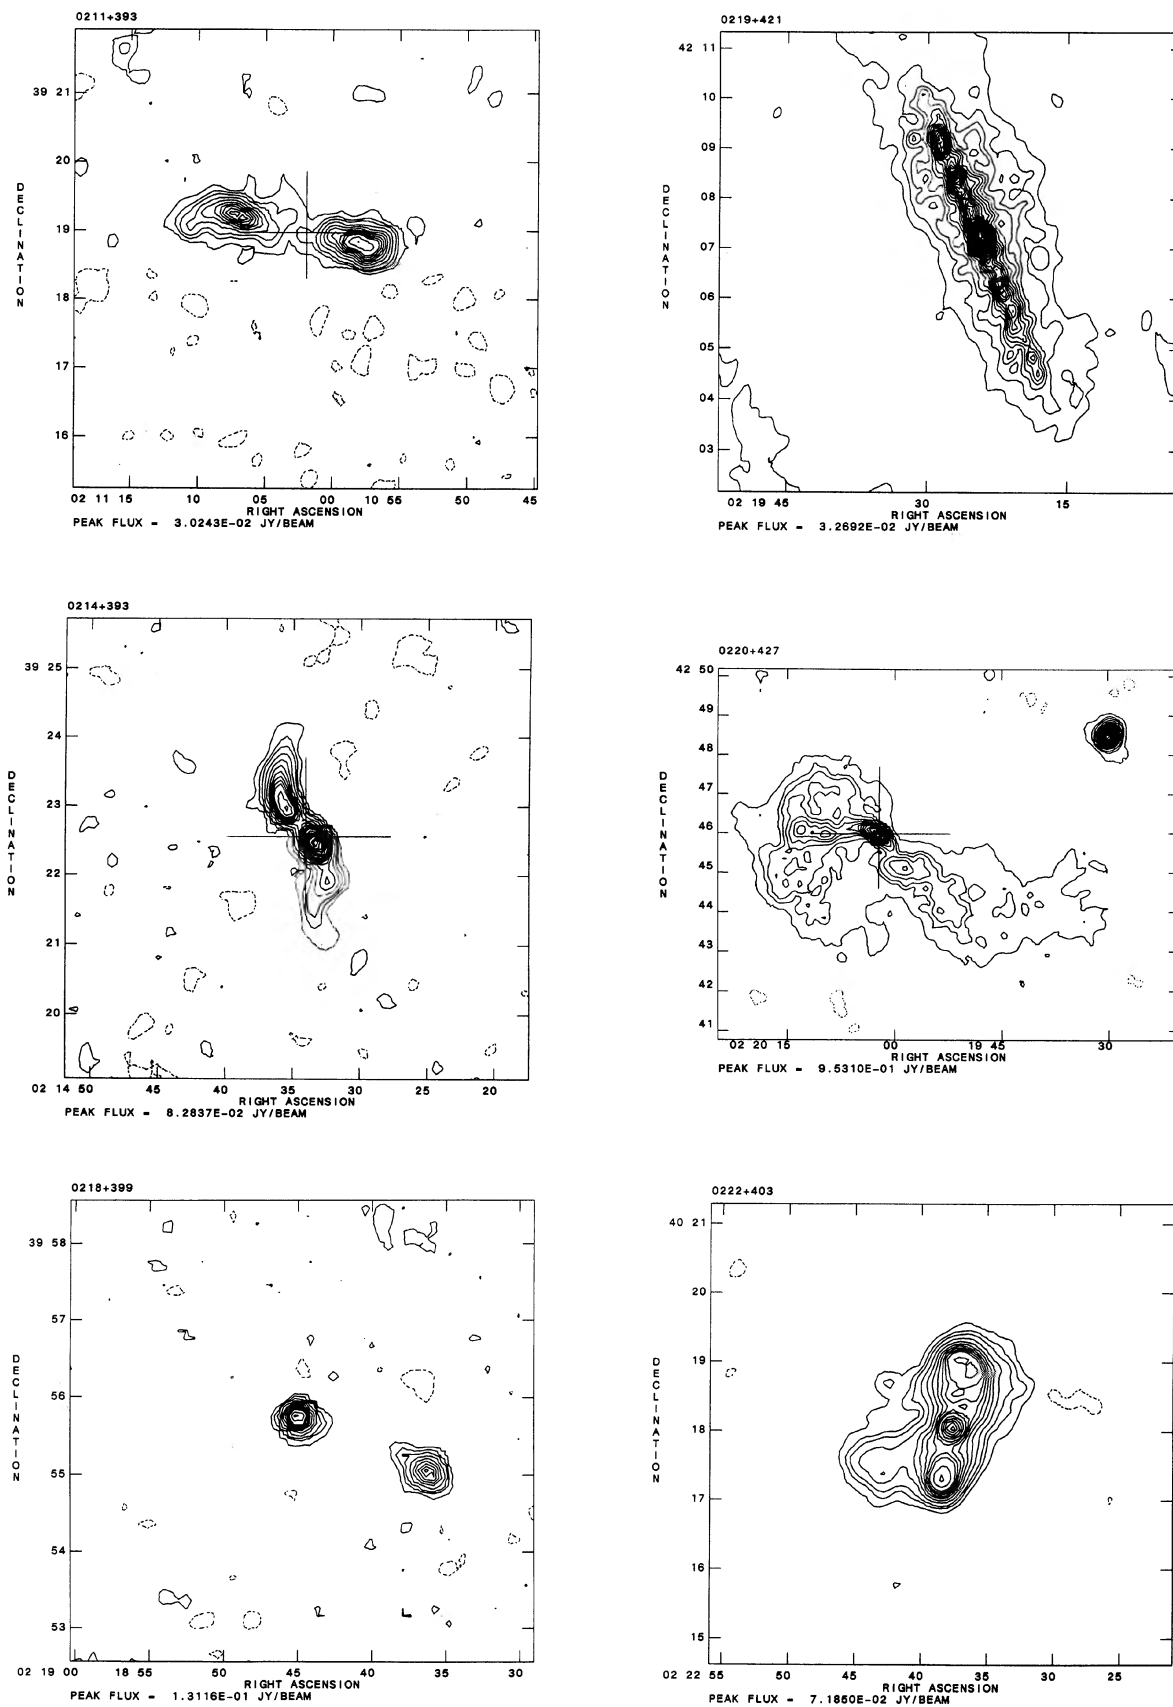 0211+393
39 21
20
19
18
17
16
DECLINATION
02 11 15 10 05 00 10 55 50 45
RIGHT ASCENSION
PEAK FLUX = 3.0243E-02 JY/BEAM
0219+421
42 11
10
09
08
07
06
05
04
03
DECLINATION
02 19 45 30 15
RIGHT ASCENSION
PEAK FLUX = 3.2692E-02 JY/BEAM
0214+393
39 25
24
23
22
21
20
DECLINATION
02 14 50 45 40 35 30 25 20
RIGHT ASCENSION
PEAK FLUX = 8.2837E-02 JY/BEAM
0220+427
42 50
49
48
47
46
45
44
43
42
41
DECLINATION
02 20 15 00 19 45 30
RIGHT ASCENSION
PEAK FLUX = 9.5310E-01 JY/BEAM
0218+399
39 58
57
56
55
54
53
DECLINATION
02 19 00 18 55 50 45 40 35 30
RIGHT ASCENSION
PEAK FLUX = 1.3116E-01 JY/BEAM
0222+403
40 21
20
19
18
17
16
15
DECLINATION
02 22 55 50 45 40 35 30 25 22
RIGHT ASCENSION
PEAK FLUX = 7.1850E-02 JY/BEAM